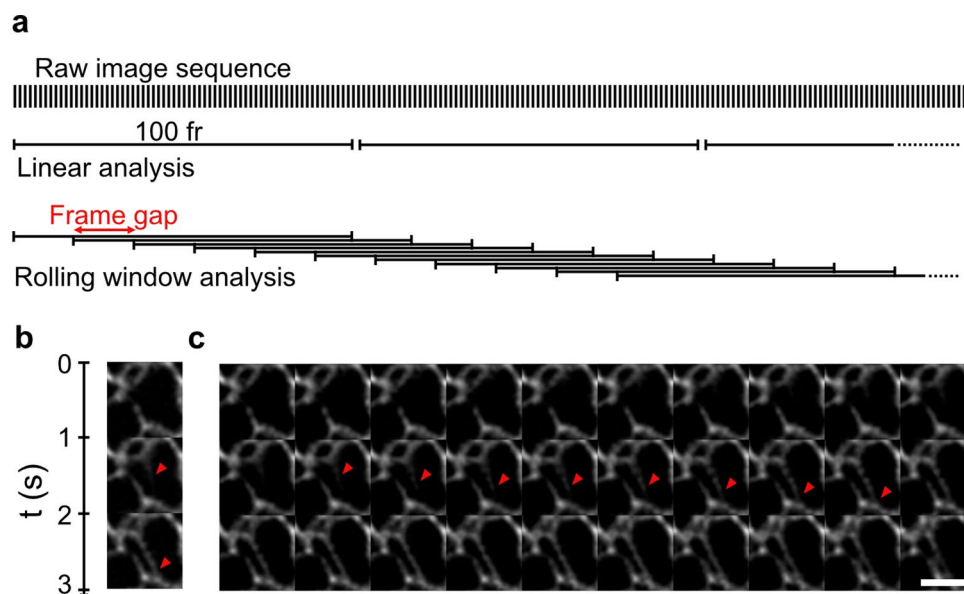 a
Raw image sequence
100 fr
Linear analysis
Frame gap
Rolling window analysis
b
c
0
1
2
3
t (s)